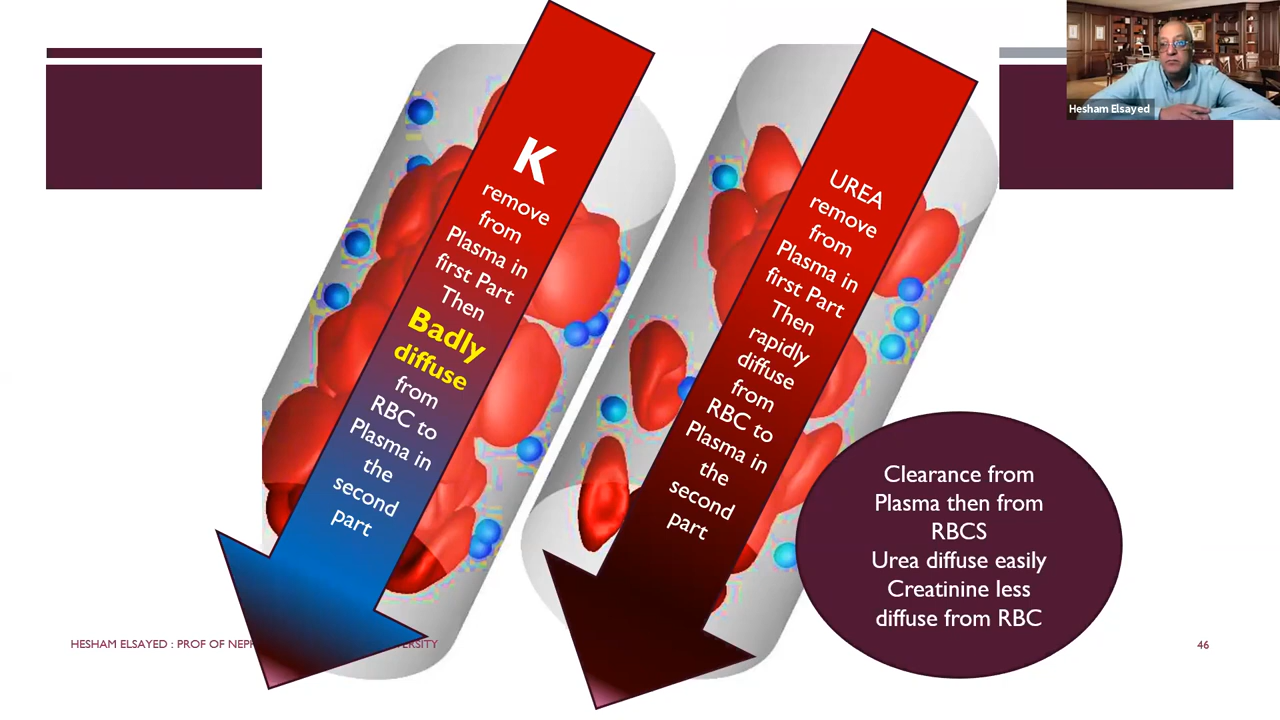 Hesham Elsayed
K
remove
from
Plasma in
first Part
Then
Badly
diffuse
from
RBC to
Plasma in
the
second
part
UREA
remove
from
Plasma in
first Part
Then
rapidly
diffuse
from
RBC to
Plasma in
the
second
part
Clearance from
Plasma then from
RBCS
Urea diffuse easily
Creatinine less
diffuse from RBC
HESHAM ELSAYED : PROF OF
46